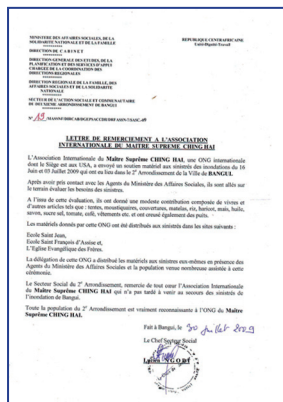 MINISTERE DES AFFAIRES SOCIALES, DE LA
SOLIDARITE NATIONALE ET DE LA FAMILLE
REPUBLIQUE CENTRAFRICAINE
Unité-Dignité-Travail
DIRECTION DE CABINET
DIRECTION GENERALE DES ETUDES, DE LA
PLANIFICATION ET DES SERVICES D'APPUI
CHARGEE DE LA COORDINATION DES
DIRECTIONS REGIONALES
DIRECTION REGIONALE DE LA FAMILLE, DES
AFFAIRES SOCIALES ET DE LA SOLIDARITE
NATIONALE
SECTEUR DE L'ACTION SOCIALE ET COMMUNAUTAIRE
DU 2EME ARRONDISSEMENT DE BANGUI
LETTRE DE REMERCIEMENT A L'ASSOCIATION
INTERNATIONALE DU MAITRE SUPREME CHING HAI
L'Association Internationale du Maître Suprême CHING HAI, une ONG internationale
dont le Siège est aux USA, a envoyé un soutien matériel aux sinistrés des inondations du 16
Juin et 03 Juillet 2009 qui ont eu lieu dans le 2e Arrondissement de la Ville de BANGUI.
Après avoir pris contact avec les Agents du Ministère des Affaires Sociales, ils sont allés sur
le terrain évaluer les besoins des sinistrés.
A l'issu de cette évaluation, ils ont donné une modeste contribution composée de vivres et
d'autres articles tels que : tentes, moustiquaires, couvertures, matelas, riz, haricot, maïs, huile,
savon, sucre, sel, tomate, café, vêtements etc. et ont creusé également des puits.
Les matériels donnés par cette ONG ont été distribués aux sinistrés dans les sites suivants :
Ecole Saint Jean,
Ecole Saint François d'Assise et,
L'Eglise Evangélique des Frères.
La délégation de cette ONG a distribué les matériels aux sinistrés eux-mêmes en présence des
Agents du Ministère des Affaires Sociales et la population venue nombreuse assistée à cette
cérémonie.
Le Secteur Social du 2e Arrondissement, remercie de tout cœur l'Association Internationale
du Maître Suprême CHING HAI qui n'a pas tardé à venir au secours des sinistrés de
l'inondation de Bangui.
Toute la population du 2e Arrondissement est vraiment reconnaissante à l'ONG du Maître
Suprême CHING HAI.
Fait à Bangui, le 30 juillet 2009
Le Chef Secteur Social